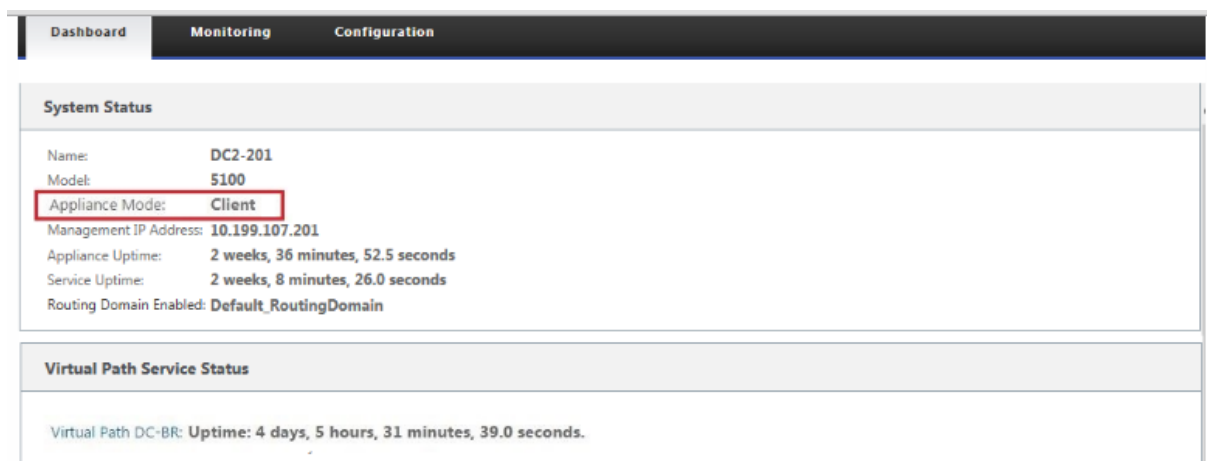 Dashboard Monitoring Configuration
System Status
Name: DC2-201
Model: 5100
Appliance Mode: Client
Management IP Address: 10.199.107.201
Appliance Uptime: 2 weeks, 36 minutes, 52.5 seconds
Service Uptime: 2 weeks, 8 minutes, 26.0 seconds
Routing Domain Enabled: Default_RoutingDomain
Virtual Path Service Status
Virtual Path DC-BR: Uptime: 4 days, 5 hours, 31 minutes, 39.0 seconds.